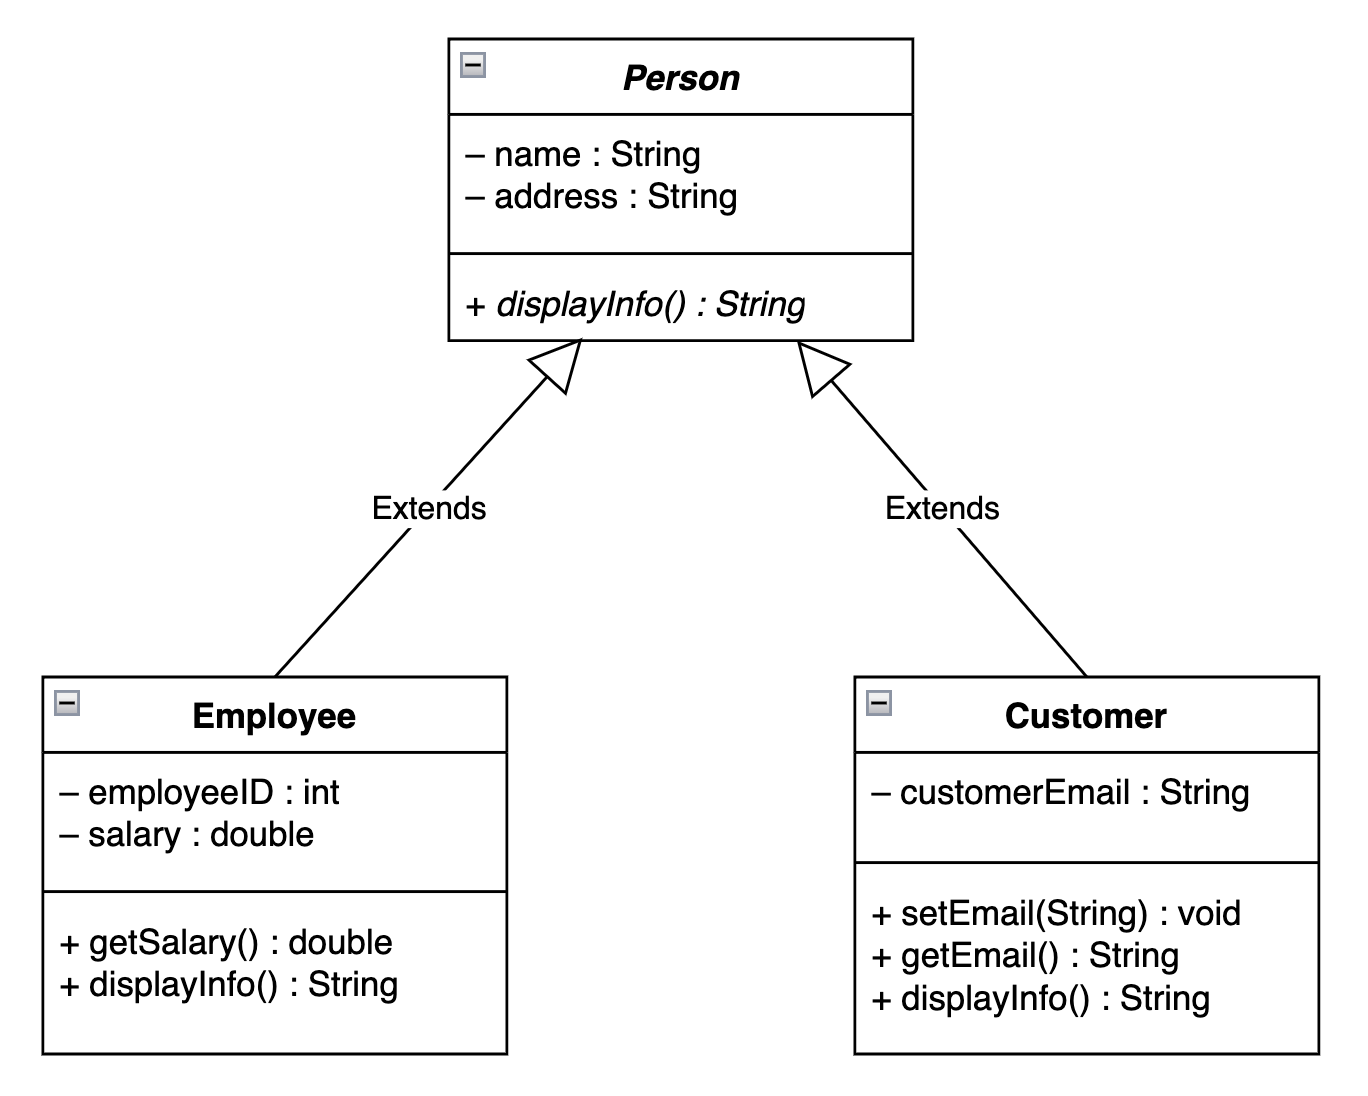 Person
– name : String
– address : String
+ displayInfo() : String
Extends
Extends
Employee
– employeeID : int
– salary : double
+ getSalary() : double
+ displayInfo() : String
Customer
– customerEmail : String
+ setEmail(String) : void
+ getEmail() : String
+ displayInfo() : String